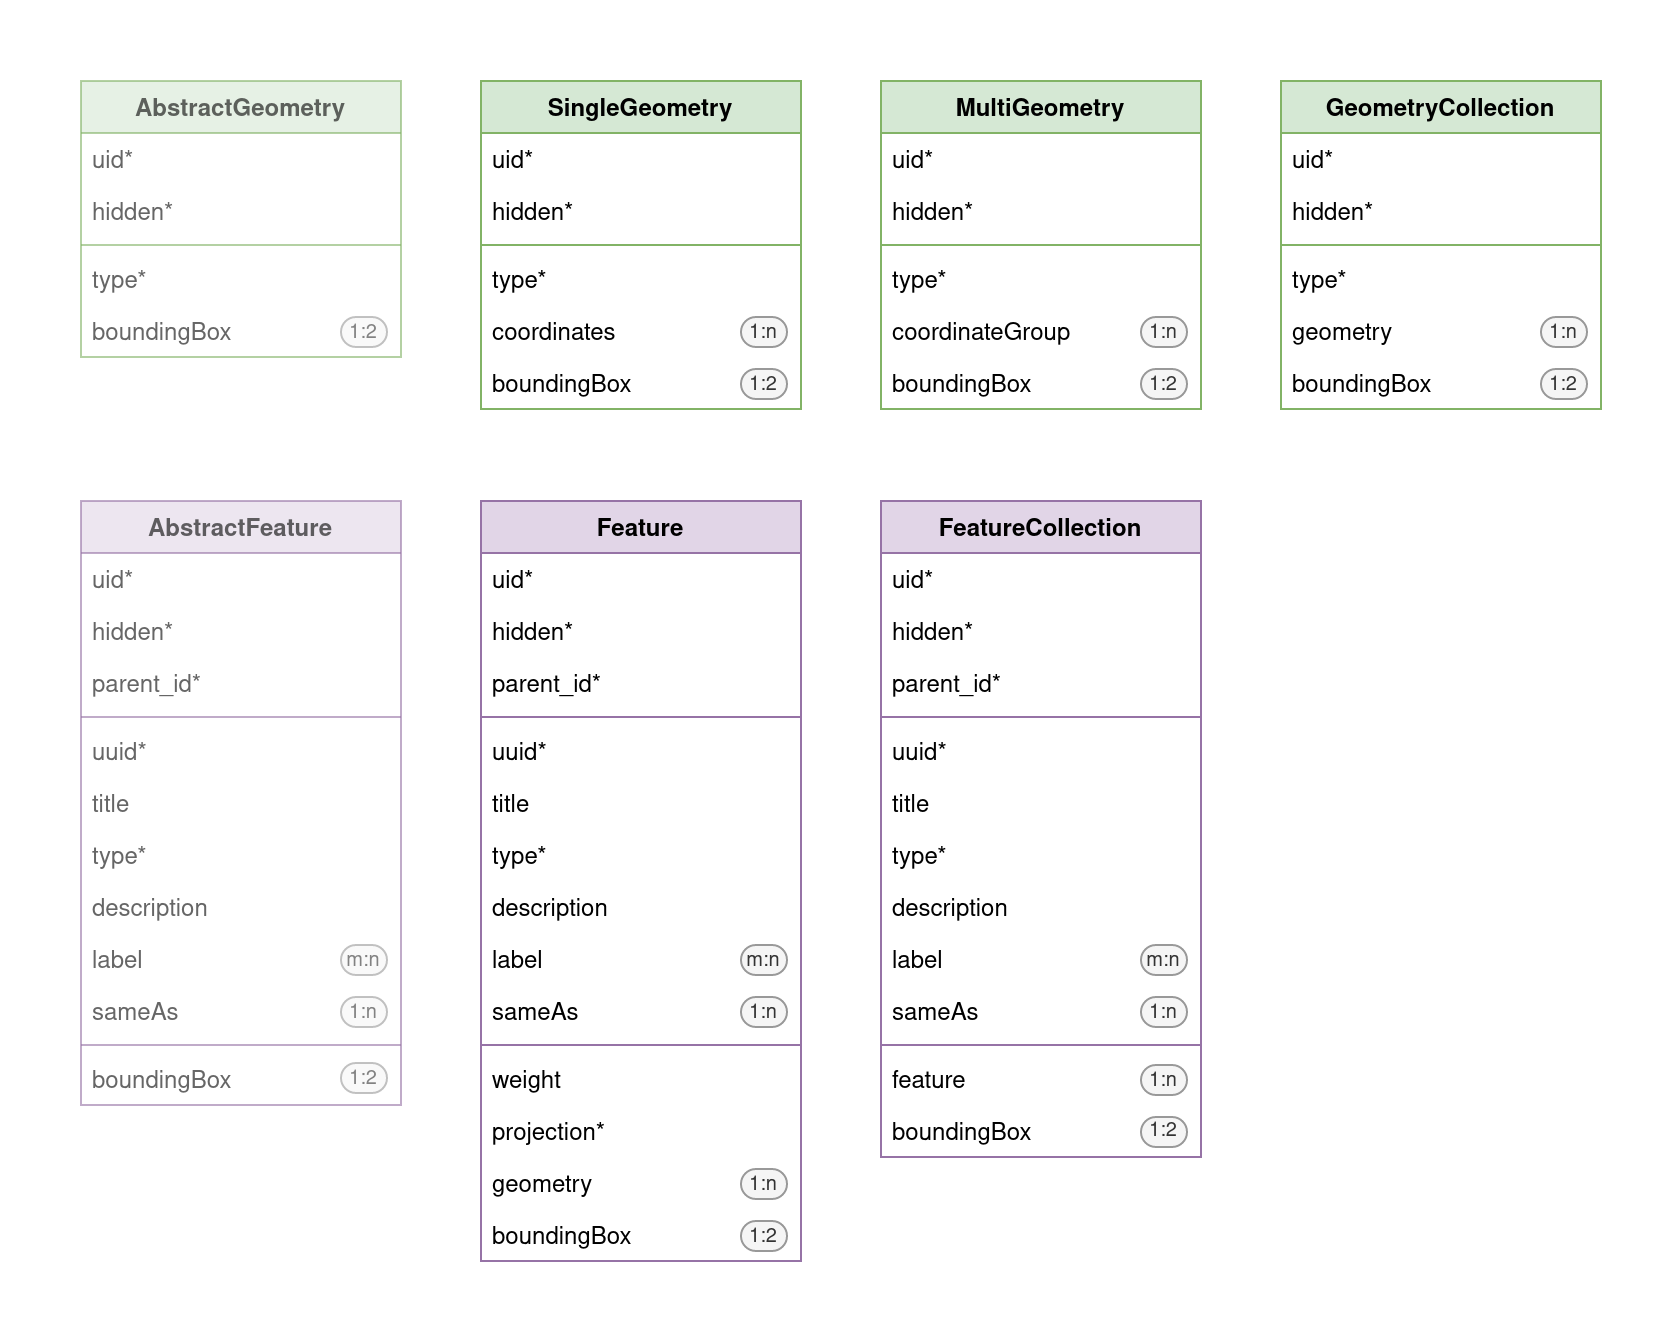 AbstractGeometry
uid*
hidden*
type*
boundingBox 1:2
SingleGeometry
uid*
hidden*
type*
coordinates 1:n
boundingBox 1:2
MultiGeometry
uid*
hidden*
type*
coordinateGroup 1:n
boundingBox 1:2
GeometryCollection
uid*
hidden*
type*
geometry 1:n
boundingBox 1:2
AbstractFeature
uid*
hidden*
parent_id*
uuid*
title
type*
description
label m:n
sameAs 1:n
boundingBox 1:2
Feature
uid*
hidden*
parent_id*
uuid*
title
type*
description
label m:n
sameAs 1:n
weight
projection*
geometry 1:n
boundingBox 1:2
FeatureCollection
uid*
hidden*
parent_id*
uuid*
title
type*
description
label m:n
sameAs 1:n
feature 1:n
boundingBox 1:2